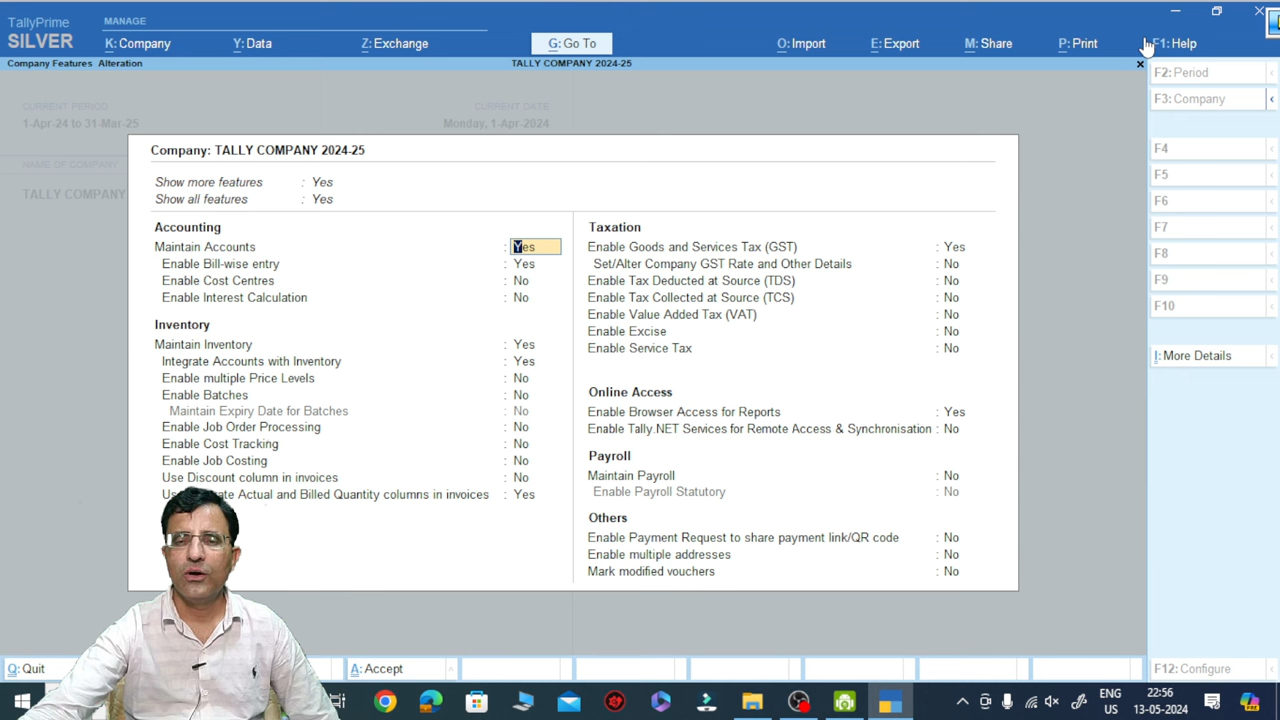 TallyPrime
SILVER
MANAGE
K: Company
Y: Data
Z: Exchange
G: Go To
O: Import
E: Export
M: Share
P: Print
F1: Help
Company Features Alteration
TALLY COMPANY 2024-25
×
CURRENT PERIOD
1-Apr-24 to 31-Mar-25
CURRENT DATE
Monday, 1-Apr-2024
NAME OF COMPANY
TALLY COMPANY
Company: TALLY COMPANY 2024-25
Show more features : Yes
Show all features : Yes
Accounting
Maintain Accounts : Yes
Enable Bill-wise entry : Yes
Enable Cost Centres : No
Enable Interest Calculation : No
Inventory
Maintain Inventory : Yes
Integrate Accounts with Inventory : Yes
Enable multiple Price Levels : No
Enable Batches : No
Maintain Expiry Date for Batches : No
Enable Job Order Processing : No
Enable Cost Tracking : No
Enable Job Costing : No
Use Discount column in invoices : No
Actual and Billed Quantity columns in invoices : Yes
Taxation
Enable Goods and Services Tax (GST) : Yes
Set/Alter Company GST Rate and Other Details : No
Enable Tax Deducted at Source (TDS) : No
Enable Tax Collected at Source (TCS) : No
Enable Value Added Tax (VAT) : No
Enable Excise : No
Enable Service Tax : No
Online Access
Enable Browser Access for Reports : Yes
Enable Tally.NET Services for Remote Access & Synchronisation : No
Payroll
Maintain Payroll : No
Enable Payroll Statutory : No
Others
Enable Payment Request to share payment link/QR code : No
Enable multiple addresses : No
Mark modified vouchers : No
F2: Period
F3: Company
F4
F5
F6
F7
F8
F9
F10
I: More Details
F12: Configure
Q: Quit
A: Accept
ENG
US
22:56
13-05-2024